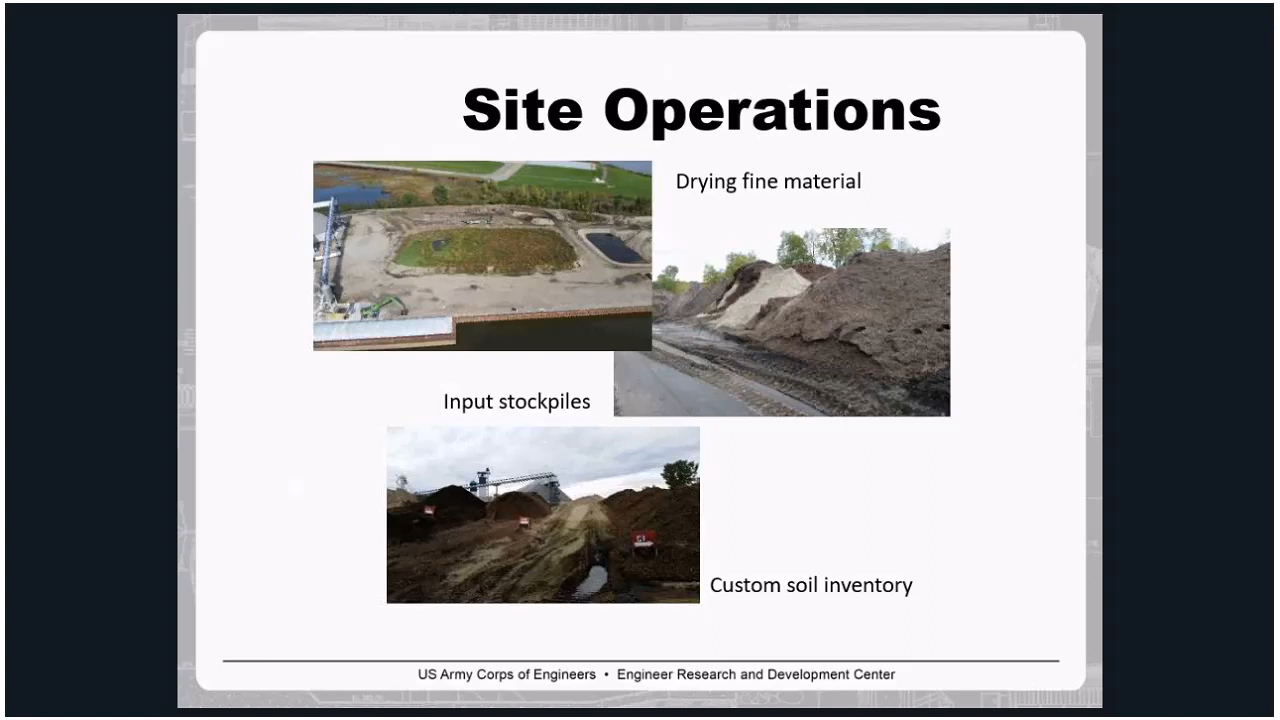 Site Operations
Drying fine material
Input stockpiles
Custom soil inventory
US Army Corps of Engineers • Engineer Research and Development Center